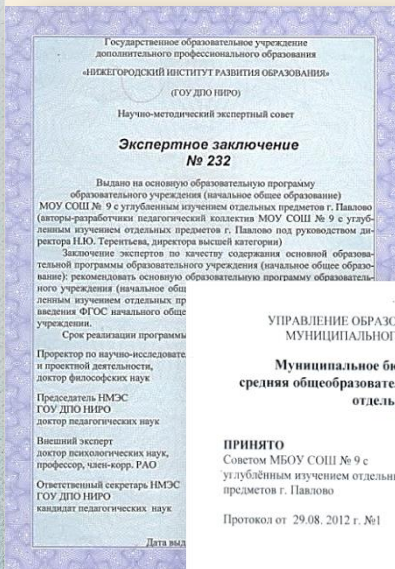 Государственное образовательное учреждение
дополнительного профессионального образования
«НИЖЕГОРОДСКИЙ ИНСТИТУТ РАЗВИТИЯ ОБРАЗОВАНИЯ»
(ГОУ ДПО НИРО)
Научно-методический экспертный совет
Экспертное заключение
№ 232
Выдано на основную образовательную программу
образовательного учреждения (начальное общее образование)
МОУ СОШ № 9 с углубленным изучением отдельных предметов г. Павлово
(авторы-разработчики педагогический коллектив МОУ СОШ № 9 с углуб-
ленным изучением отдельных предметов г. Павлово под руководством ди-
ректора Н.Ю. Терентьева, директора высшей категории)
Заключение экспертов по качеству содержания основной образова-
тельной программы образовательного учреждения (начальное общее образо-
вание): рекомендовать основную образовательную программу образователь-
ного учреждения (начальное общ
ленным изучением отдельных пр
введения ФГОС начального обще
учреждении.
Срок реализации программы
Проректор по научно-исследовате
и проектной деятельности,
доктор философских наук
Председатель НМЭС
ГОУ ДПО НИРО
доктор педагогических наук
Внешний эксперт
доктор психологических наук,
профессор, член-корр. РАО
Ответственный секретарь НМЭС
ГОУ ДПО НИРО
кандидат педагогических наук
Дата выд
УПРАВЛЕНИЕ ОБРАЗО
МУНИЦИПАЛЬНОГ
Муниципальное бю
средняя общеобразовате
отдель
ПРИНЯТО
Советом МБОУ СОШ № 9 с
углублённым изучением отдельн
предметов г. Павлово
Протокол от 29.08. 2012 г. №1